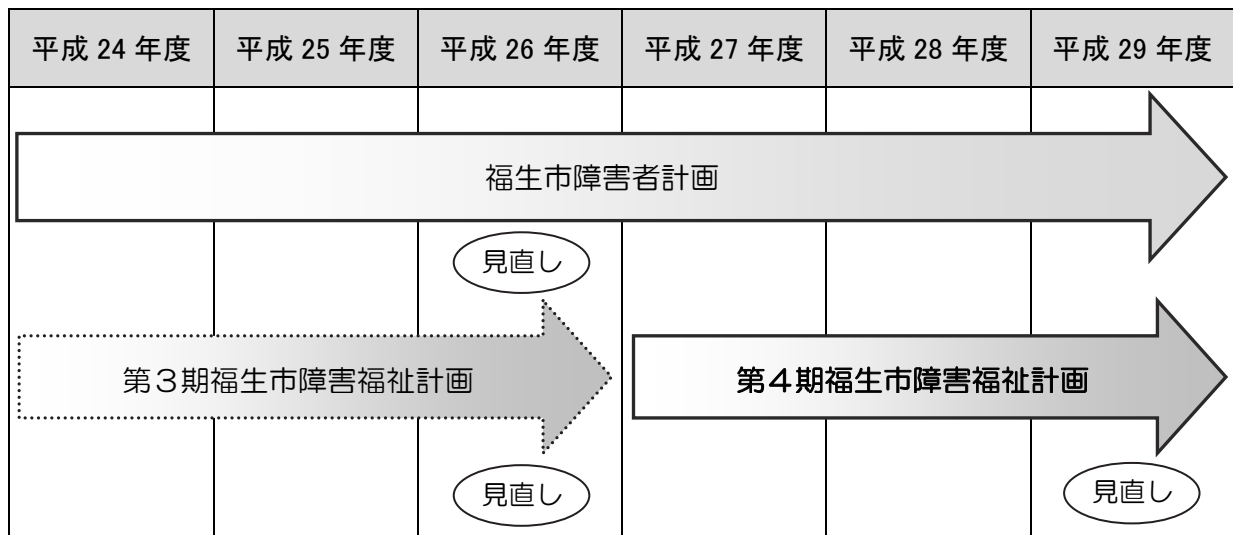 平成 24 年度 平成 25 年度 平成 26 年度 平成 27 年度 平成 28 年度 平成 29 年度
福生市障害者計画
見直し
第３期福生市障害福祉計画 第４期福生市障害福祉計画
見直し 見直し